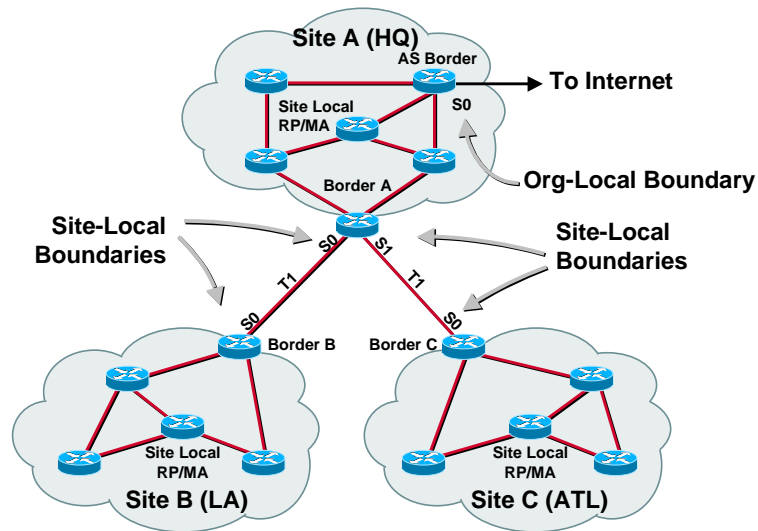 Site A (HQ)
AS Border
To Internet
S0
Site Local
RP/MA
Org-Local Boundary
Border A
Site-Local
Boundaries
Site-Local
Boundaries
S0
S1
T1
T1
S0
S0
Border B
Border C
Site Local
RP/MA
Site Local
RP/MA
Site B (LA)
Site C (ATL)